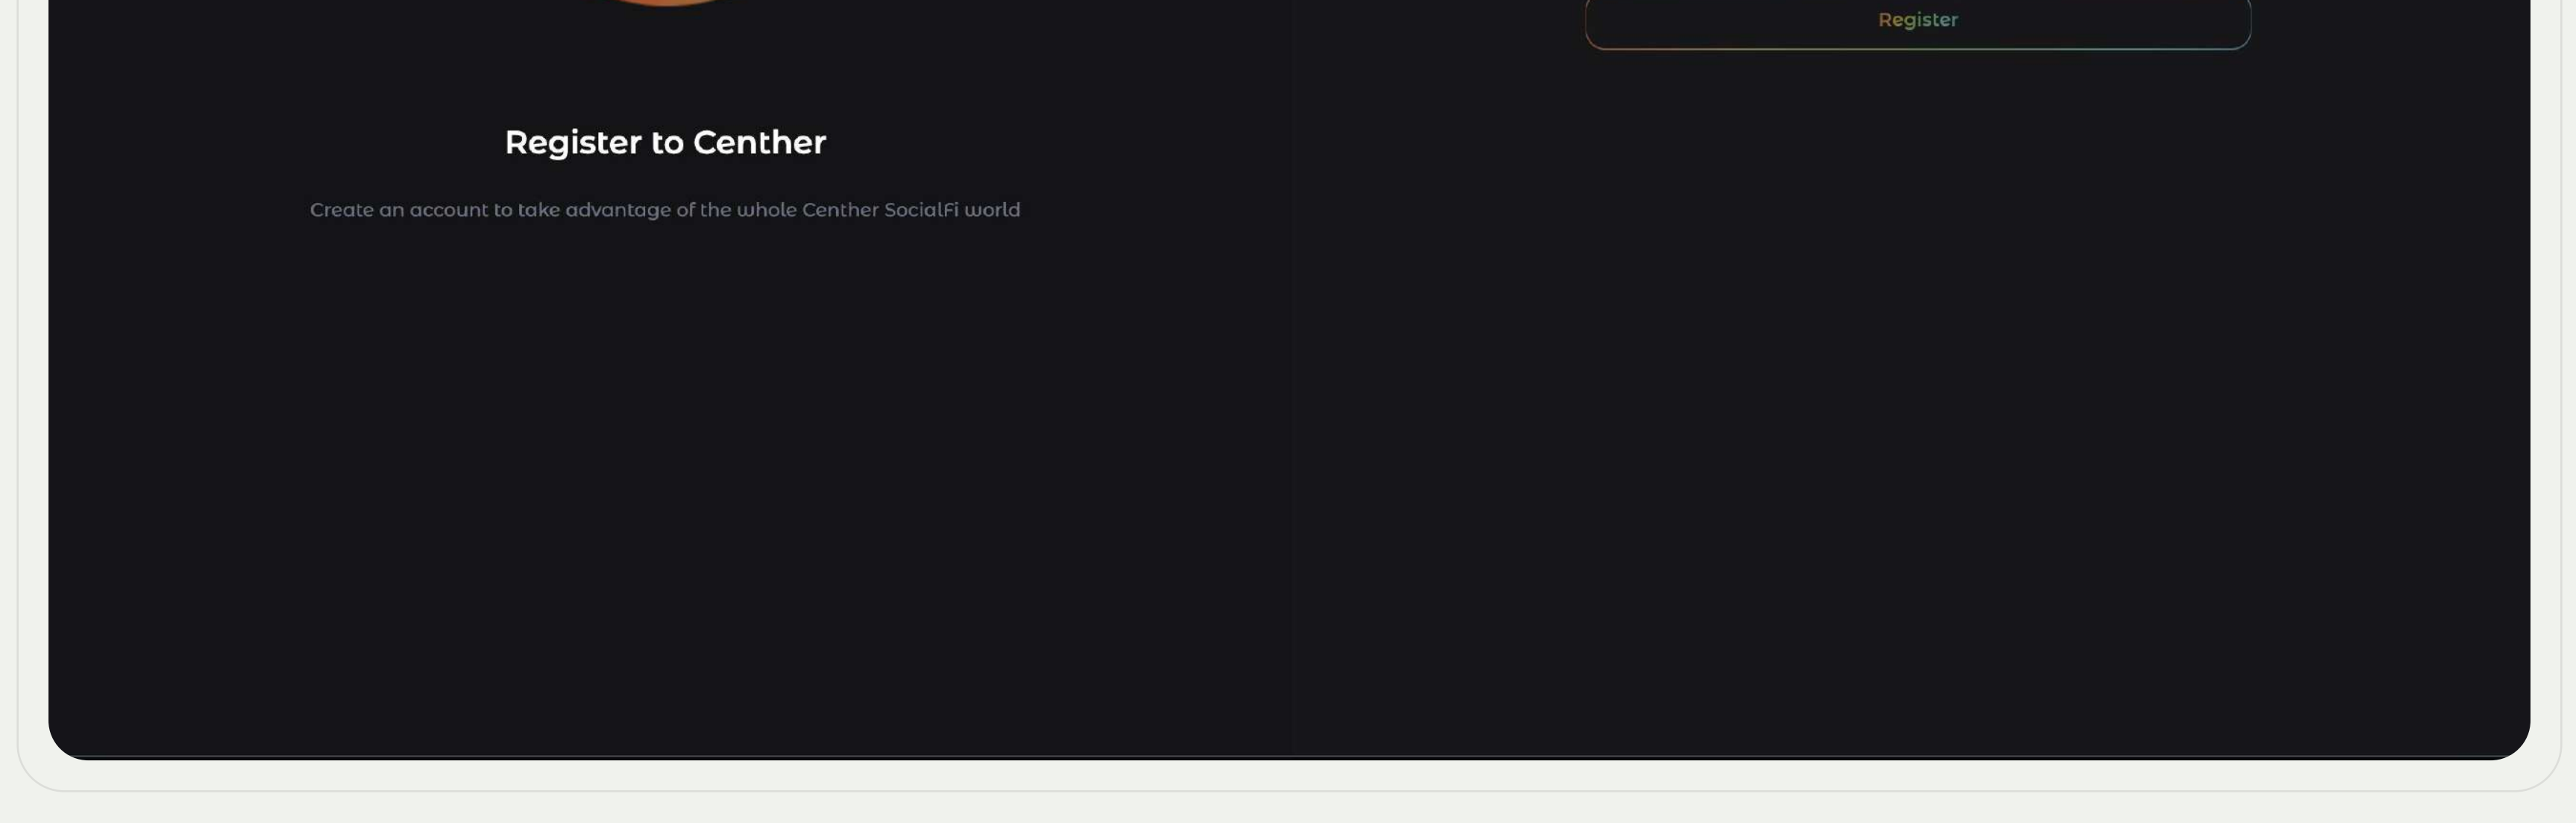 Register
Register to Centher
Create an account to take advantage of the whole Centher SocialFi world